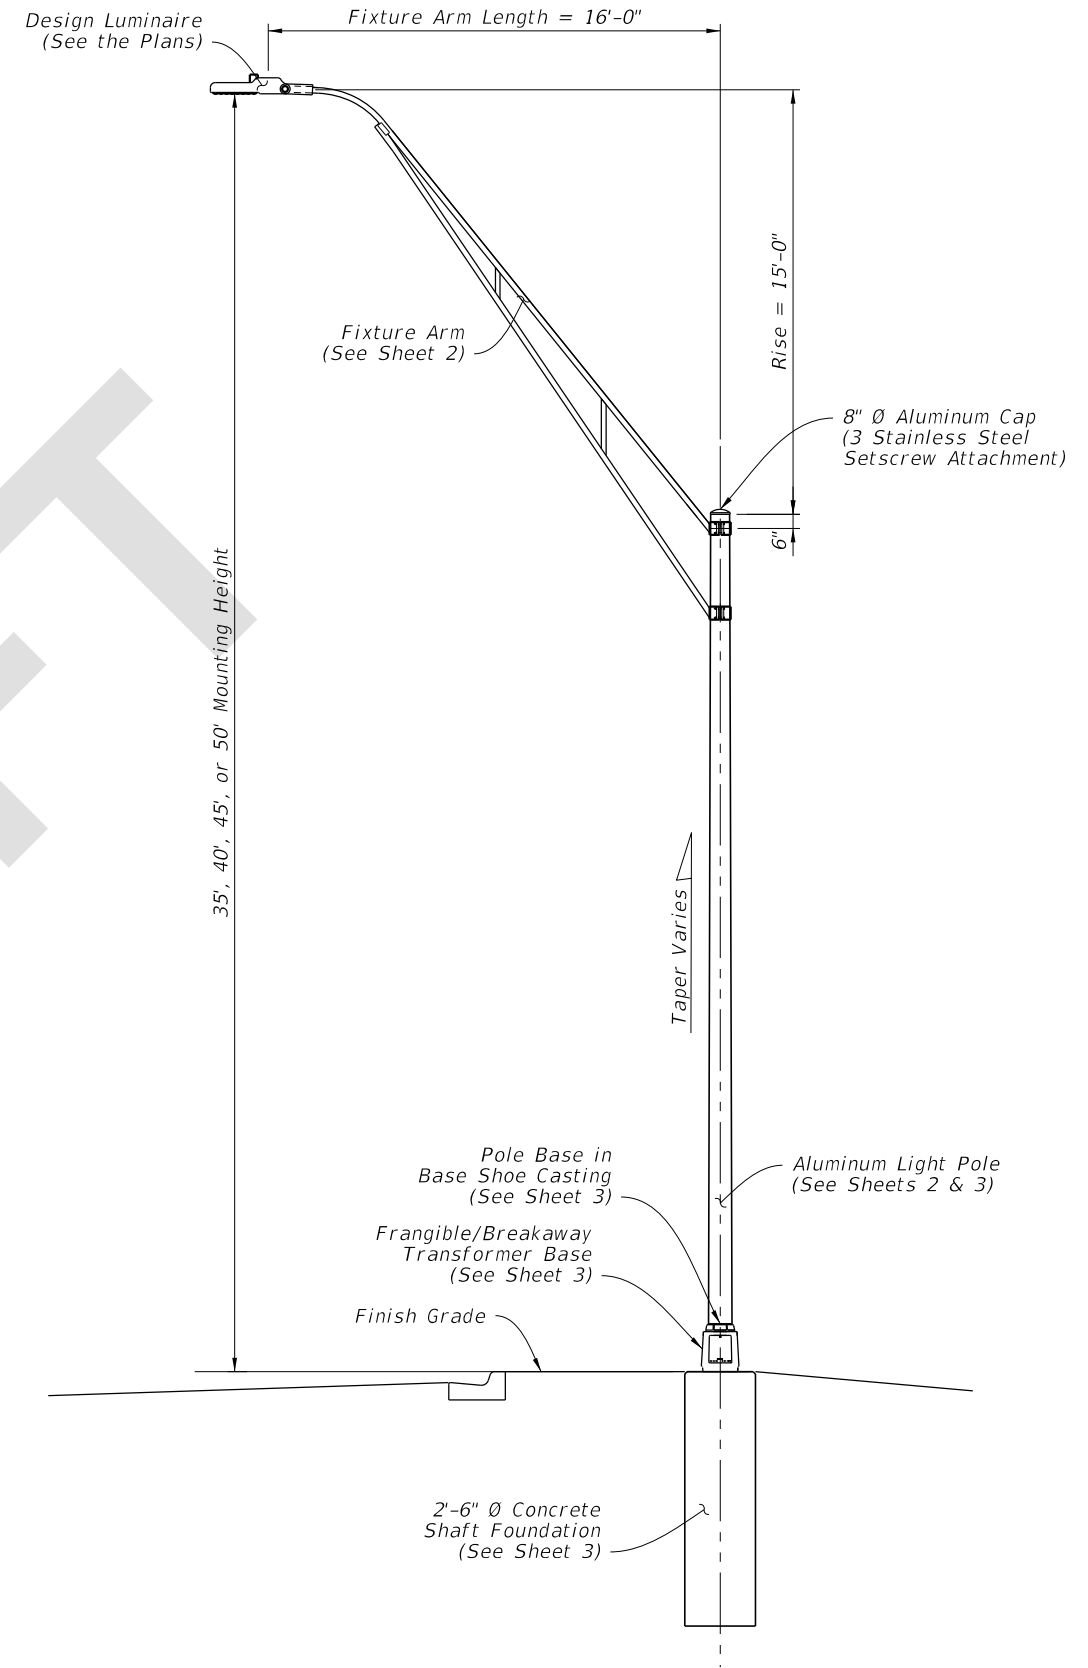 Design Luminaire
(See the Plans)
Fixture Arm Length = 16'-0"
Rise = 15'-0"
Fixture Arm
(See Sheet 2)
8" Ø Aluminum Cap
(3 Stainless Steel
Setscrew Attachment)
6"
35', 40', 45', or 50' Mounting Height
Taper Varies
Pole Base in
Base Shoe Casting
(See Sheet 3)
Aluminum Light Pole
(See Sheets 2 & 3)
Frangible/Breakaway
Transformer Base
(See Sheet 3)
Finish Grade
2'-6" Ø Concrete
Shaft Foundation
(See Sheet 3)
FT